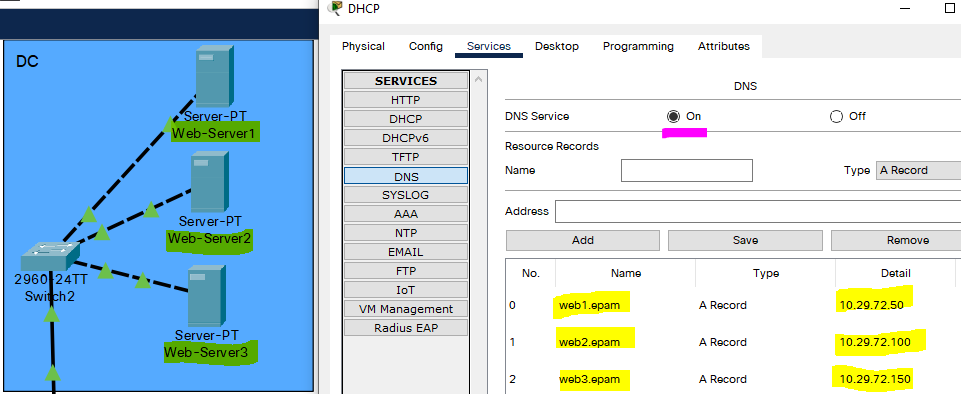 DC
Server-PT
Web-Server1
Server-PT
Web-Server2
2960-24TT
Switch2
Server-PT
Web-Server3
DHCP
Physical Config Services Desktop Programming Attributes
SERVICES
HTTP
DHCP
DHCPv6
TFTP
DNS
SYSLOG
AAA
NTP
EMAIL
FTP
IoT
VM Management
Radius EAP
DNS
DNS Service On Off
Resource Records
Name Type A Record
Address
Add Save Remove
No. Name Type Detail
0 web1.epam A Record 10.29.72.50
1 web2.epam A Record 10.29.72.100
2 web3.epam A Record 10.29.72.150